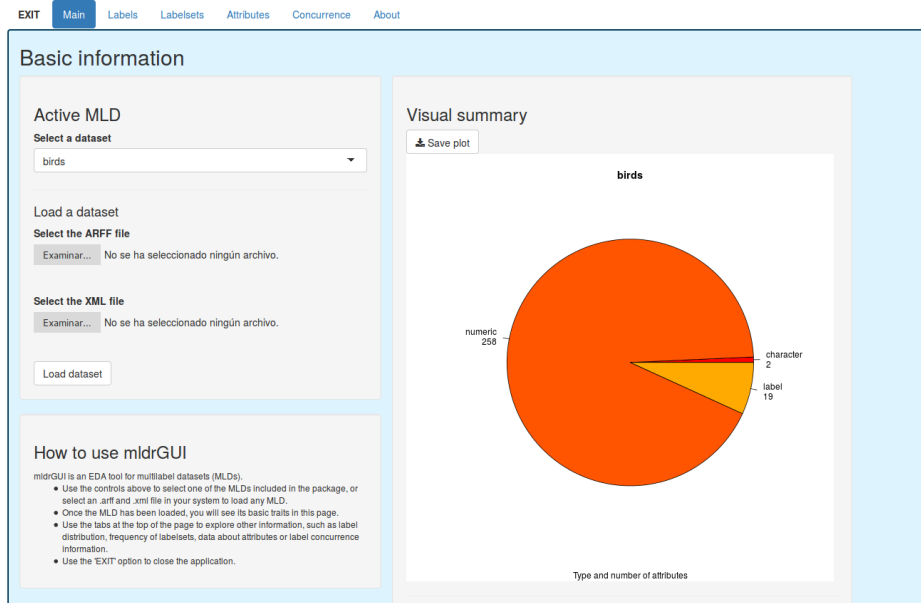 EXIT Main Labels Labelsets Attributes Concurrence About
Basic information
Active MLD
Select a dataset
birds
Load a dataset
Select the ARFF file
Examinar... No se ha seleccionado ningún archivo.
Select the XML file
Examinar... No se ha seleccionado ningún archivo.
Load dataset
How to use mldrGUI
mldrGUI is an EDA tool for multilabel datasets (MLDs).
Use the controls above to select one of the MLDs included in the package, or
select an .arff and .xml file in your system to load any MLD.
Once the MLD has been loaded, you will see its basic traits in this page.
Use the tabs at the top of the page to explore other information, such as label
distribution, frequency of labelsets, data about attributes or label concurrence
information.
Use the 'EXIT' option to close the application.
Visual summary
Save plot
birds
numeric
258
character
2
label
19
Type and number of attributes